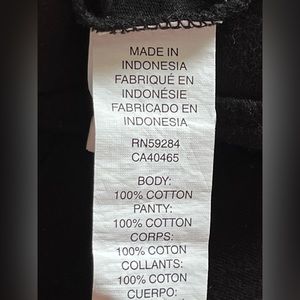 MADE IN
INDONESIA
FABRIQUÉ EN
INDONÉSIE
FABRICADO EN
INDONESIA
RN59284
CA40465
BODY:
100% COTTON
PANTY:
100% COTTON
CORPS:
100% COTON
COLLANTS:
100% COTON
CUERPO: